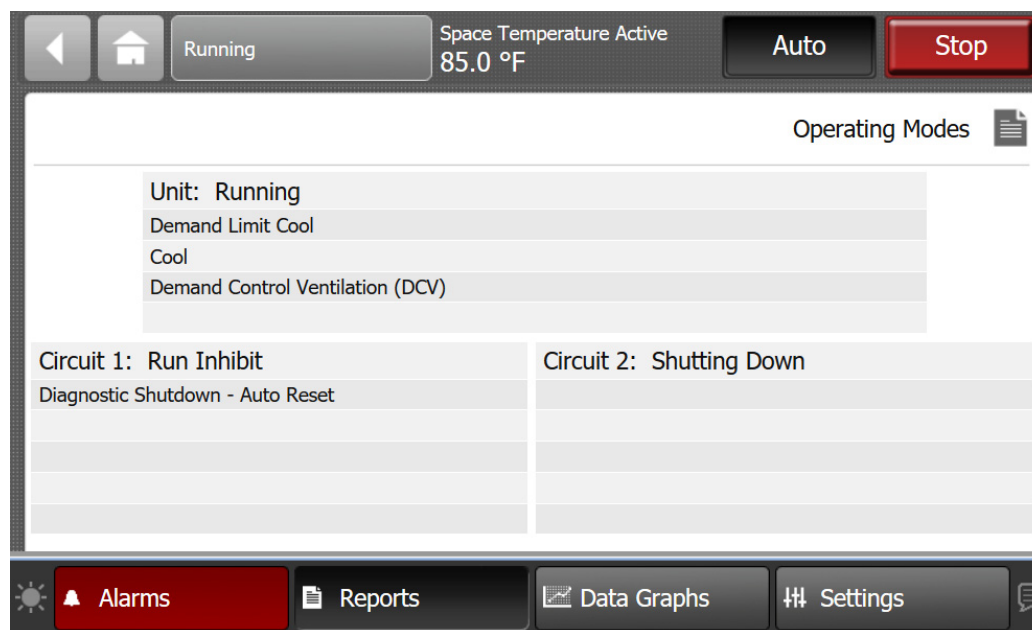 Running
Space Temperature Active
85.0 °F
Auto
Stop
Operating Modes
Unit: Running
Demand Limit Cool
Cool
Demand Control Ventilation (DCV)
Circuit 1: Run Inhibit
Diagnostic Shutdown - Auto Reset
Circuit 2: Shutting Down
Alarms
Reports
Data Graphs
Settings